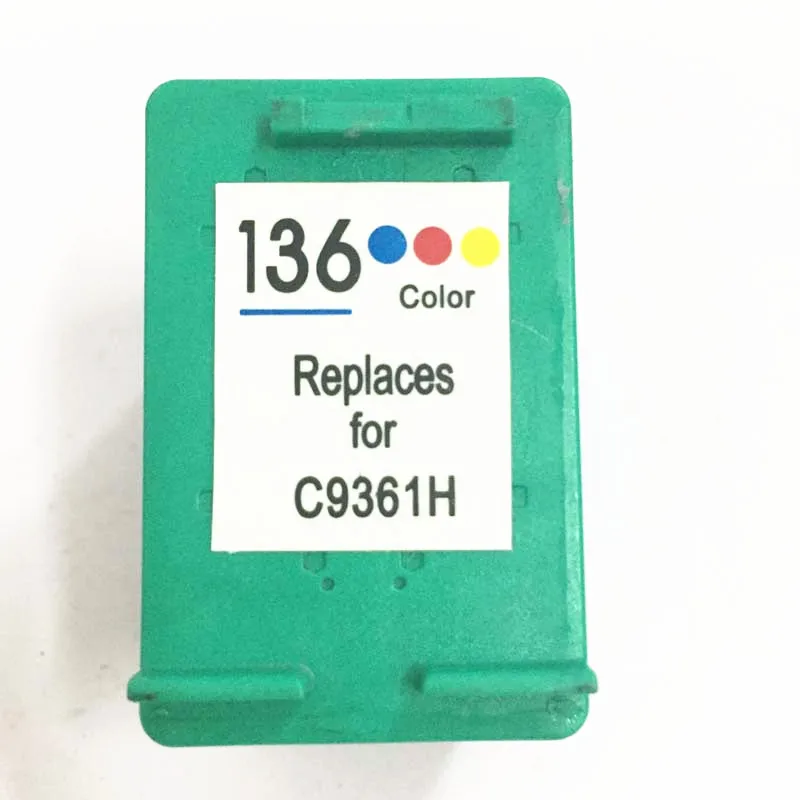 136
Color
Replaces
for
C9361H